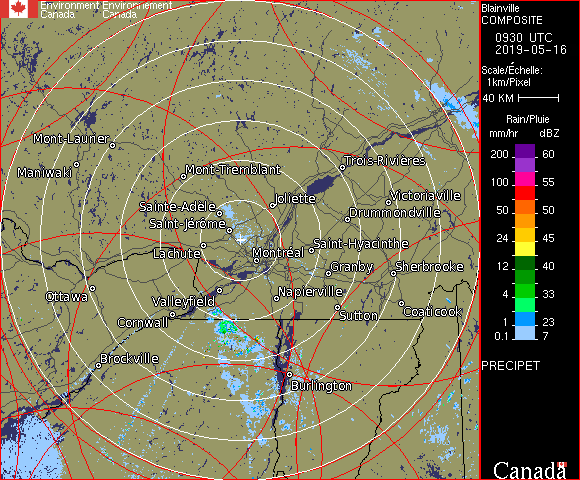 Environment Environnement
Canada Canada
Blainville
COMPOSITE
0930 UTC
2019-05-16
Scale/Échelle:
1km/Pixel
40 KM
Rain/Pluie
mm/hr dBZ
200 60
100 55
50 50
24 45
12 40
4 33
1 23
0.1 7
PRECIPET
Mont-Laurier
Maniwaki
Mont-Tremblant
Trois-Rivières
Sainte-Adèle
Joliette
Victoriaville
Drummondville
Saint-Jérôme
Saint-Hyacinthe
Lachute
Montréal
Granby
Sherbrooke
Ottawa
Valleyfield
Napierville
Cornwall
Sutton
Coaticook
Brockville
Burlington
Canada